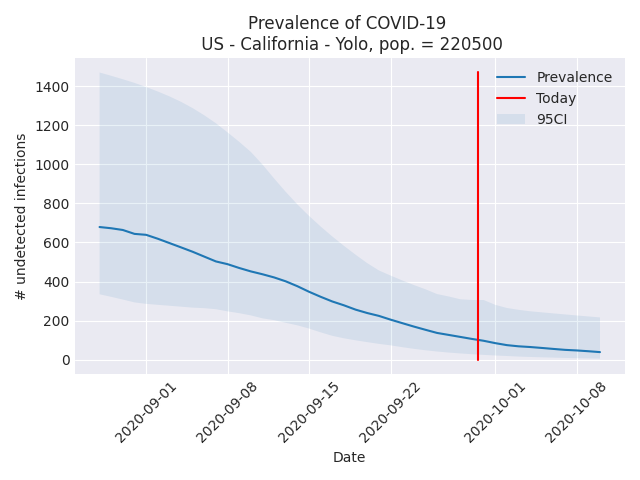 Prevalence of COVID-19
US - California - Yolo, pop. = 220500
Prevalence
Today
95CI
# undetected infections
1400
1200
1000
800
600
400
200
0
2020-09-01
2020-09-08
2020-09-15
2020-09-22
2020-10-01
2020-10-08
Date